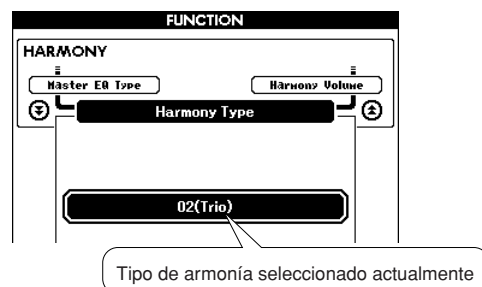 FUNCTION
HARMONY
Master EQ Type
Harmony Volume
Harmony Type
02(Trio)
Tipo de armonía seleccionado actualmente